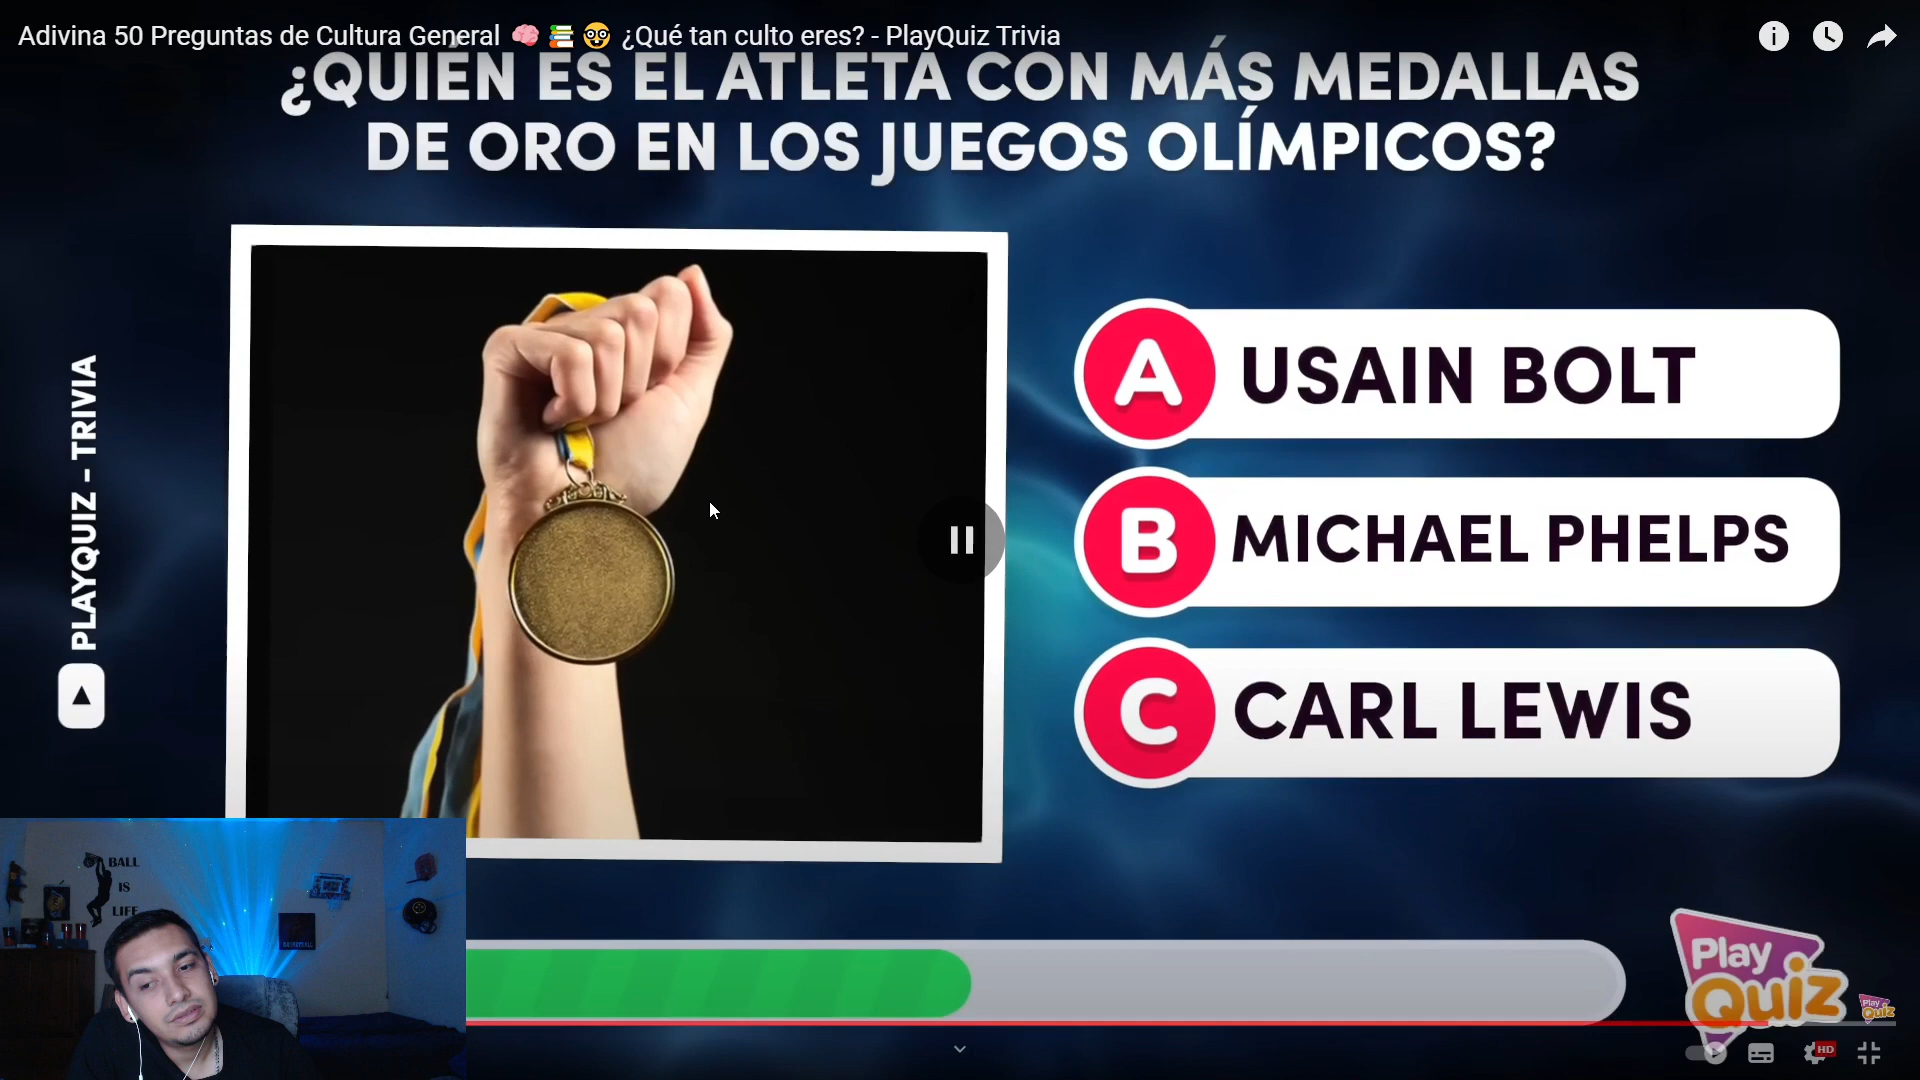 Adivina 50 Preguntas de Cultura General 🧠 📚 🤓 ¿Qué tan culto eres? - PlayQuiz Trivia
¿QUIÉN ES EL ATLETA CON MÁS MEDALLAS
DE ORO EN LOS JUEGOS OLÍMPICOS?
PLAYQUIZ - TRIVIA
A USAIN BOLT
B MICHAEL PHELPS
C CARL LEWIS
BALL
IS
LIFE
Play
Quiz
Play
Quiz
HD